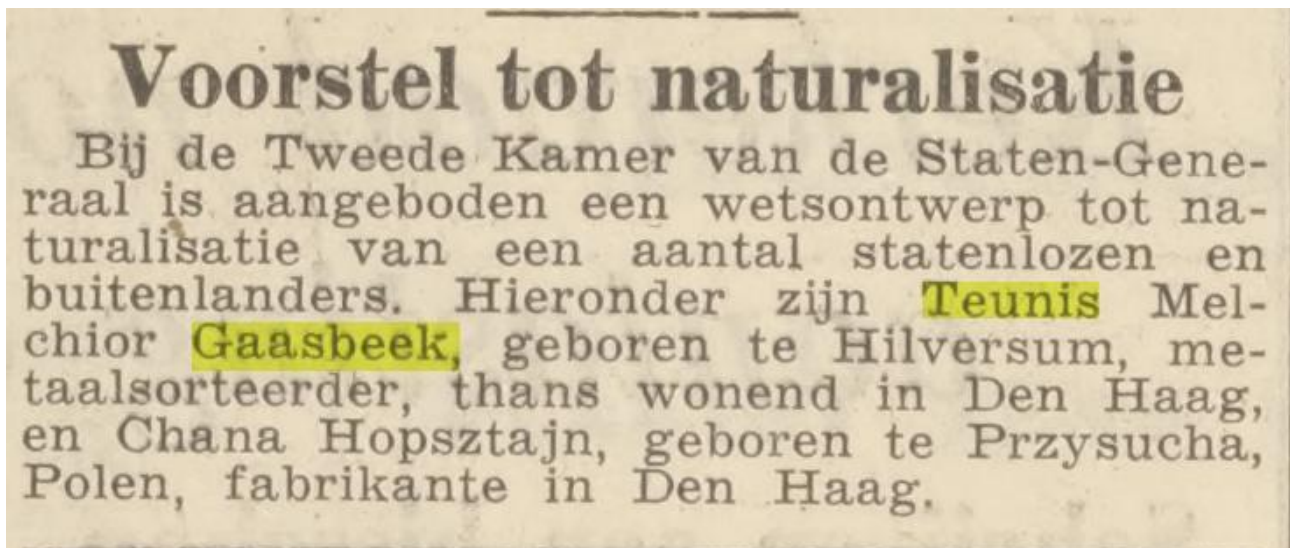 Voorstel tot naturalisatie
Bij de Tweede Kamer van de Staten-Gene-
raal is aangeboden een wetsontwerp tot na-
turalisatie van een aantal statenlozen en
buitenlanders. Hieronder zijn Teunis Mel-
chior Gaasbeek, geboren te Hilversum, me-
taalsorteerder, thans wonend in Den Haag,
en Chana Hopsztajn, geboren te Przysucha,
Polen, fabrikante in Den Haag.